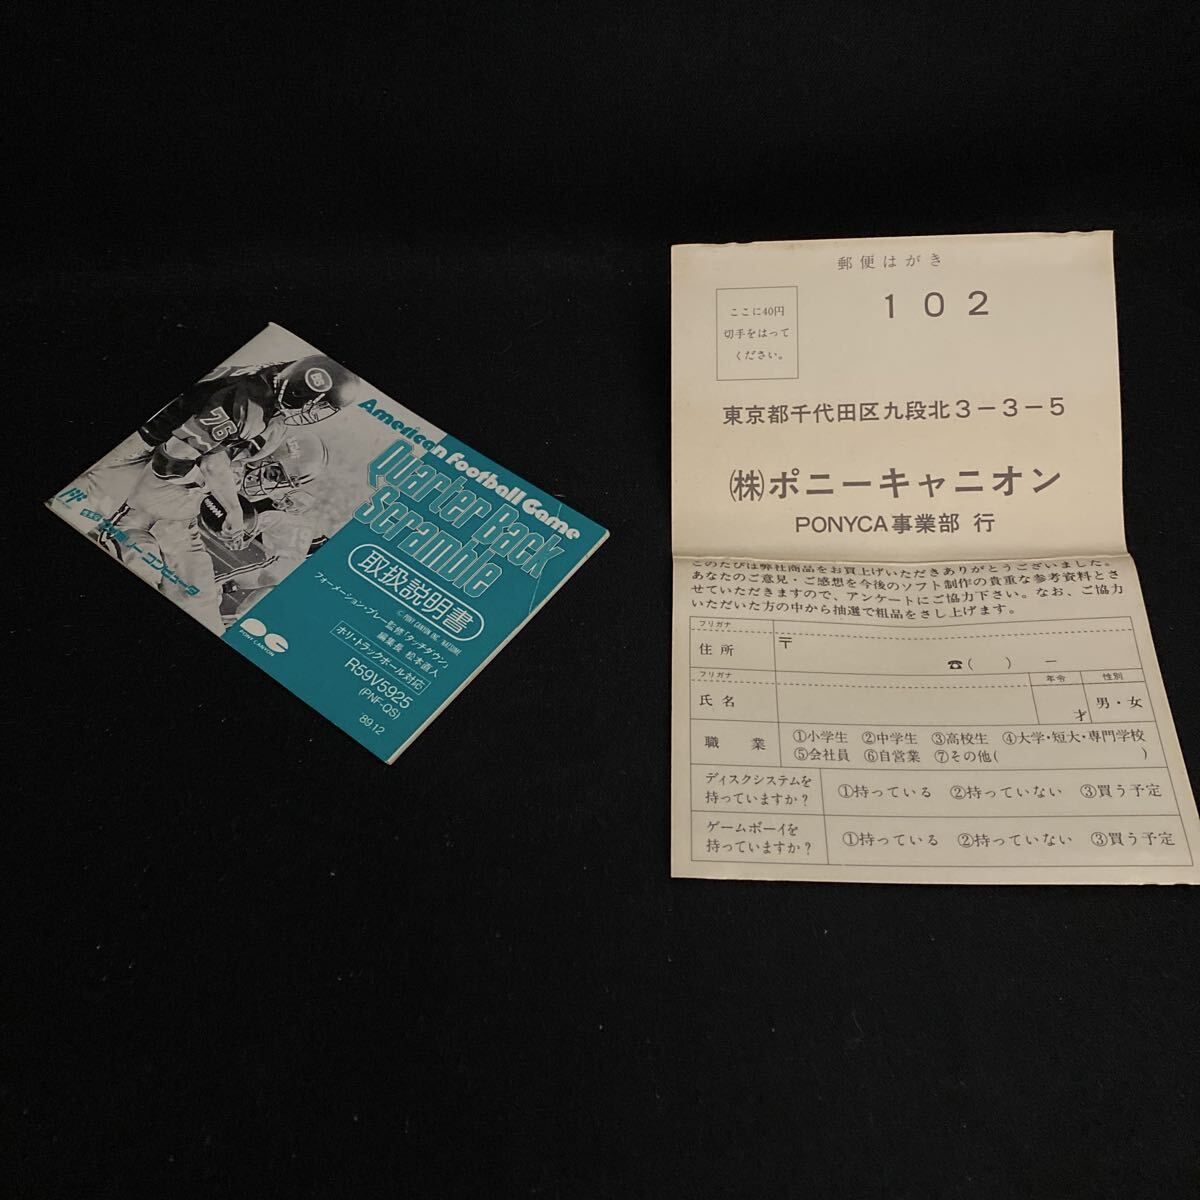 American Football Game
Quarter Back
Scramble
取扱説明書
© PONY CANYON INC. NATSUME
フォーメーション・プレー監修「タッチダウン」
編集長 松本直人
ホリ・トラックボール対応
R59V5925
(PNF-QS)
8912
PONY CANYON
コンピュータ
76
郵便はがき
102
ここに40円
切手をはって
ください。
東京都千代田区九段北3-3-5
(株)ポニーキャニオン
PONYCA事業部 行
このたびは弊社商品をお買上げいただきありがとうございました。
あなたのご意見・ご感想を今後のソフト制作の貴重な参考資料とさ
せていただきますので、アンケートにご協力下さい。なお、ご協力
いただいた方の中から抽選で粗品をさし上げます。
フリガナ
住所 〒
☎( ) －
フリガナ 年令 性別
氏名 才 男・女
職業 ①小学生 ②中学生 ③高校生 ④大学・短大・専門学校
⑤会社員 ⑥自営業 ⑦その他( )
ディスクシステムを
持っていますか? ①持っている ②持っていない ③買う予定
ゲームボーイを
持っていますか? ①持っている ②持っていない ③買う予定